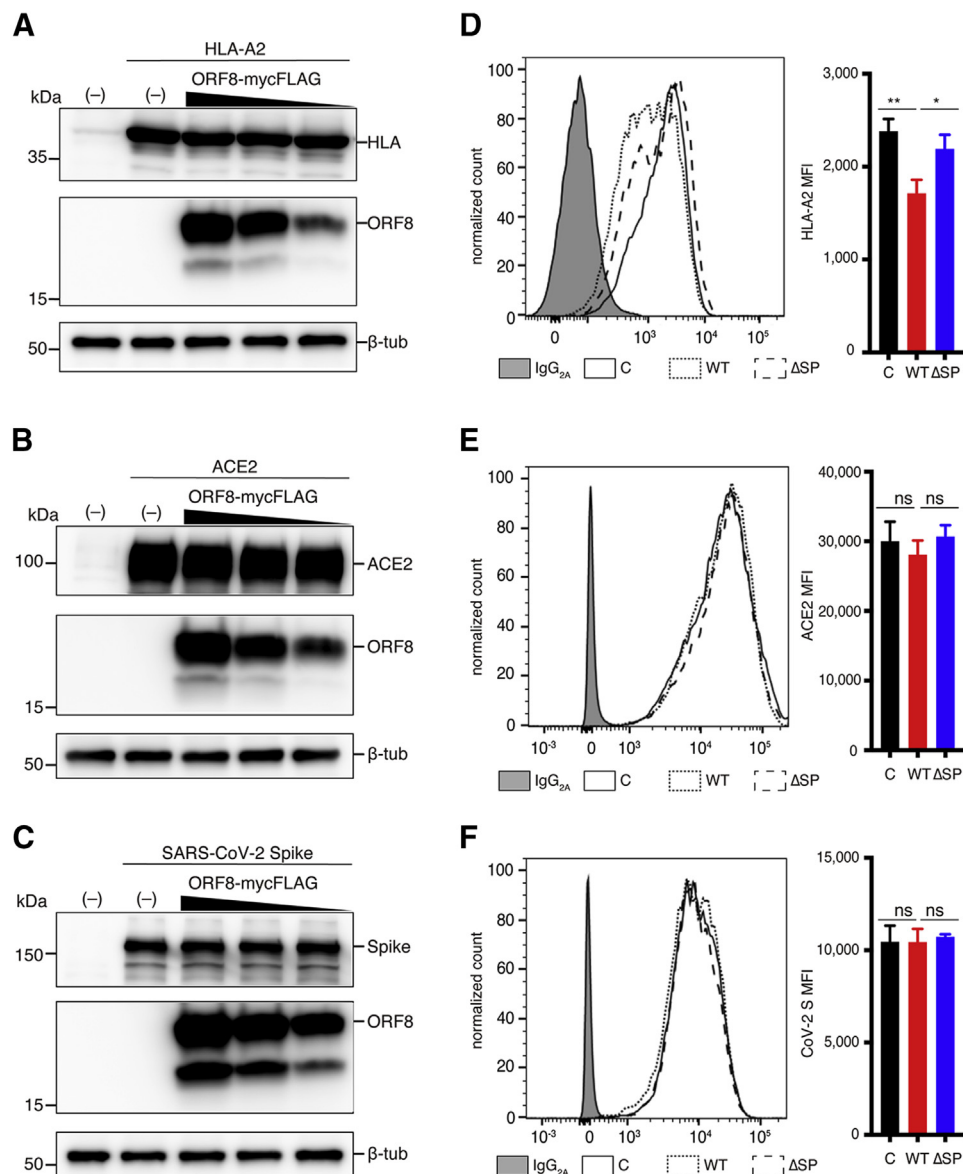 A
HLA-A2
ORF8-mycFLAG
kDa (–) (–)
HLA
35
ORF8
15
50
β-tub
B
ACE2
ORF8-mycFLAG
kDa (–) (–)
100
ACE2
ORF8
15
50
β-tub
C
SARS-CoV-2 Spike
ORF8-mycFLAG
kDa (–) (–)
150
Spike
ORF8
15
50
β-tub
D
normalized count
100
80
60
40
20
0
0 10³ 10⁴ 10⁵
IgG₂A C WT ΔSP
HLA-A2 MFI
3,000
2,000
1,000
0
** *
C WT ΔSP
E
normalized count
100
80
60
40
20
0
10⁻³ 0 10³ 10⁴ 10⁵
IgG₂A C WT ΔSP
ACE2 MFI
40,000
30,000
20,000
10,000
0
ns ns
C WT ΔSP
F
normalized count
100
80
60
40
20
0
10⁻³ 0 10³ 10⁴ 10⁵
IgG₂A C WT ΔSP
CoV-2 S MFI
15,000
10,000
5,000
0
ns ns
C WT ΔSP